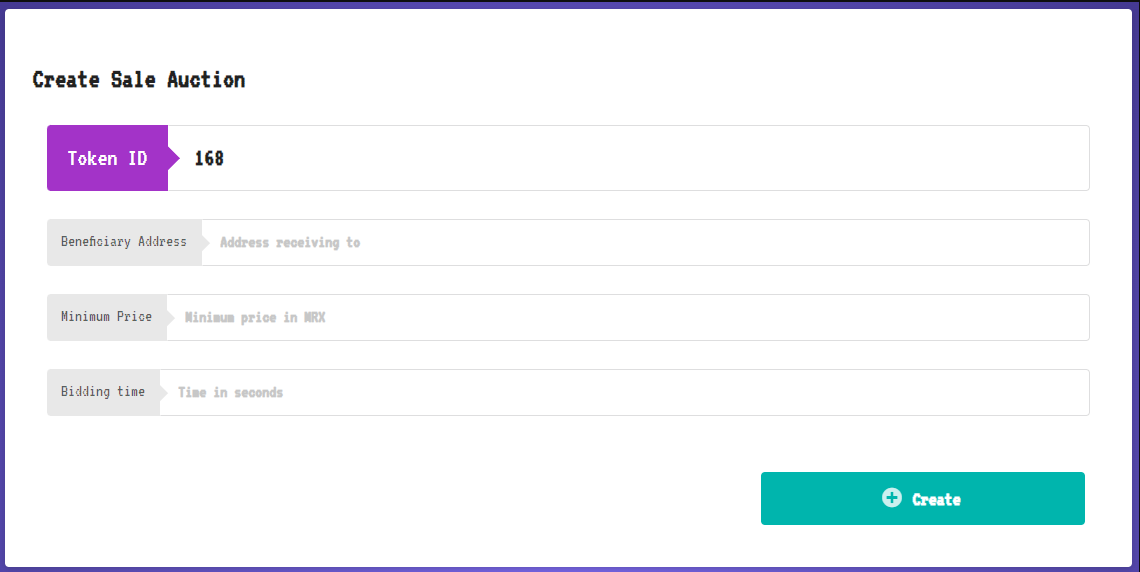 Create Sale Auction
Token ID 168
Beneficiary Address Address receiving to
Minimum Price Minimum price in MRX
Bidding time Time in seconds
Create